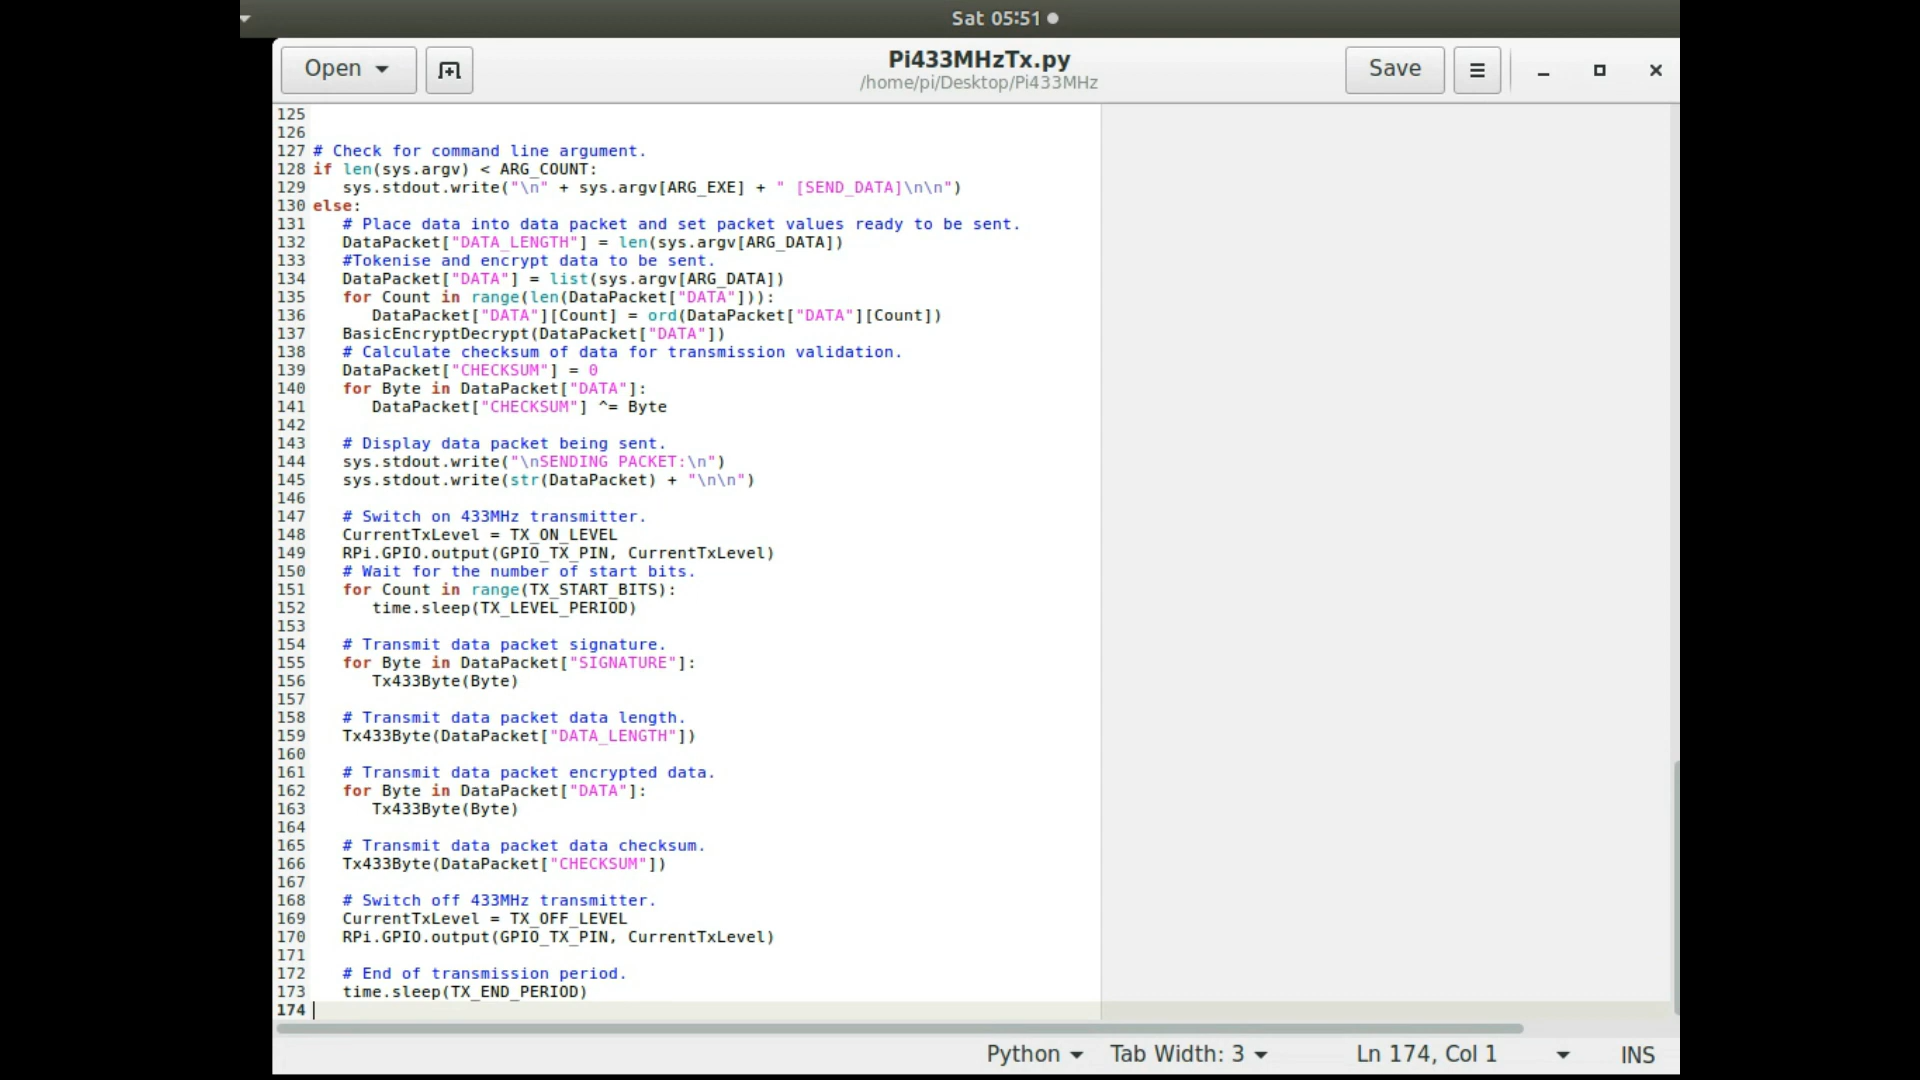 Sat 05:51
Open
Pi433MHzTx.py
/home/pi/Desktop/Pi433MHz
Save
125
126
127 # Check for command line argument.
128 if len(sys.argv) < ARG_COUNT:
129    sys.stdout.write("\n" + sys.argv[ARG_EXE] + " [SEND_DATA]\n\n")
130 else:
131    # Place data into data packet and set packet values ready to be sent.
132    DataPacket["DATA_LENGTH"] = len(sys.argv[ARG_DATA])
133    #Tokenise and encrypt data to be sent.
134    DataPacket["DATA"] = list(sys.argv[ARG_DATA])
135    for Count in range(len(DataPacket["DATA"])):
136       DataPacket["DATA"][Count] = ord(DataPacket["DATA"][Count])
137    BasicEncryptDecrypt(DataPacket["DATA"])
138    # Calculate checksum of data for transmission validation.
139    DataPacket["CHECKSUM"] = 0
140    for Byte in DataPacket["DATA"]:
141       DataPacket["CHECKSUM"] ^= Byte
142
143    # Display data packet being sent.
144    sys.stdout.write("\nSENDING PACKET:\n")
145    sys.stdout.write(str(DataPacket) + "\n\n")
146
147    # Switch on 433MHz transmitter.
148    CurrentTxLevel = TX_ON_LEVEL
149    RPi.GPIO.output(GPIO_TX_PIN, CurrentTxLevel)
150    # Wait for the number of start bits.
151    for Count in range(TX_START_BITS):
152       time.sleep(TX_LEVEL_PERIOD)
153
154    # Transmit data packet signature.
155    for Byte in DataPacket["SIGNATURE"]:
156       Tx433Byte(Byte)
157
158    # Transmit data packet data length.
159    Tx433Byte(DataPacket["DATA_LENGTH"])
160
161    # Transmit data packet encrypted data.
162    for Byte in DataPacket["DATA"]:
163       Tx433Byte(Byte)
164
165    # Transmit data packet data checksum.
166    Tx433Byte(DataPacket["CHECKSUM"])
167
168    # Switch off 433MHz transmitter.
169    CurrentTxLevel = TX_OFF_LEVEL
170    RPi.GPIO.output(GPIO_TX_PIN, CurrentTxLevel)
171
172    # End of transmission period.
173    time.sleep(TX_END_PERIOD)
174
Python Tab Width: 3 Ln 174, Col 1 INS